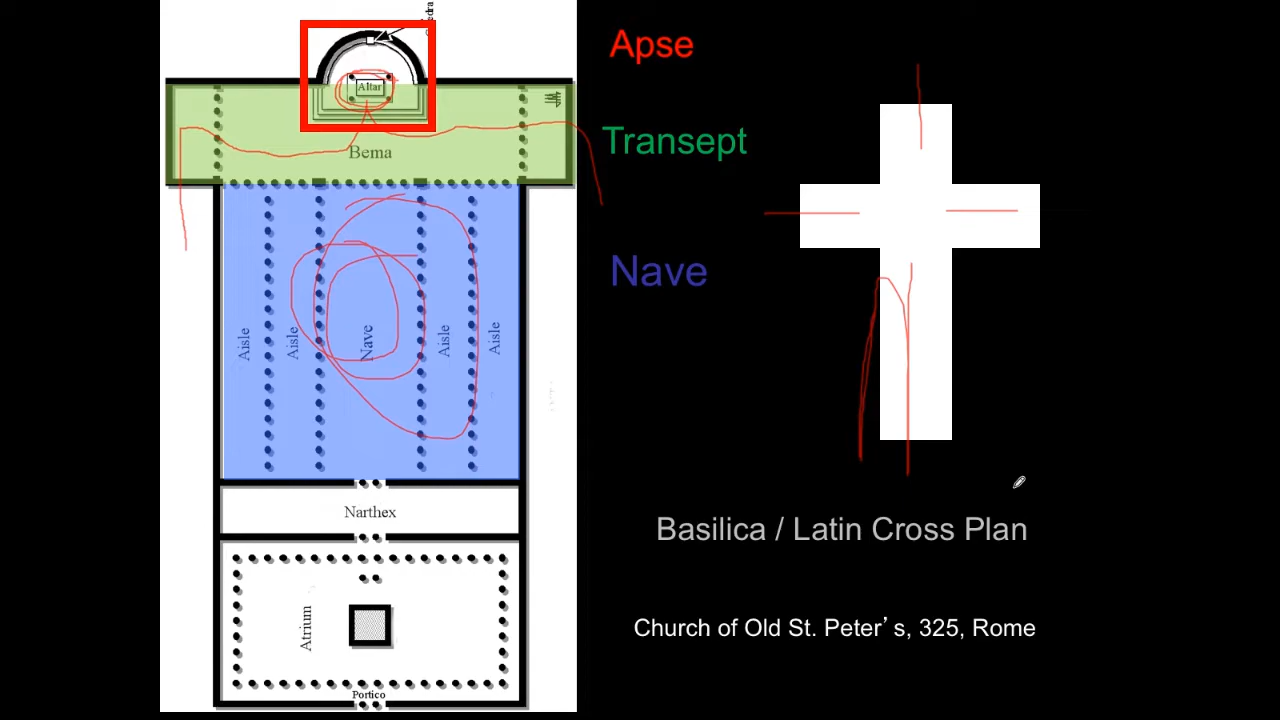 Altar
Bema
Aisle
Aisle
Nave
Aisle
Aisle
Narthex
Atrium
Portico
Apse
Transept
Nave
Basilica / Latin Cross Plan
Church of Old St. Peter's, 325, Rome